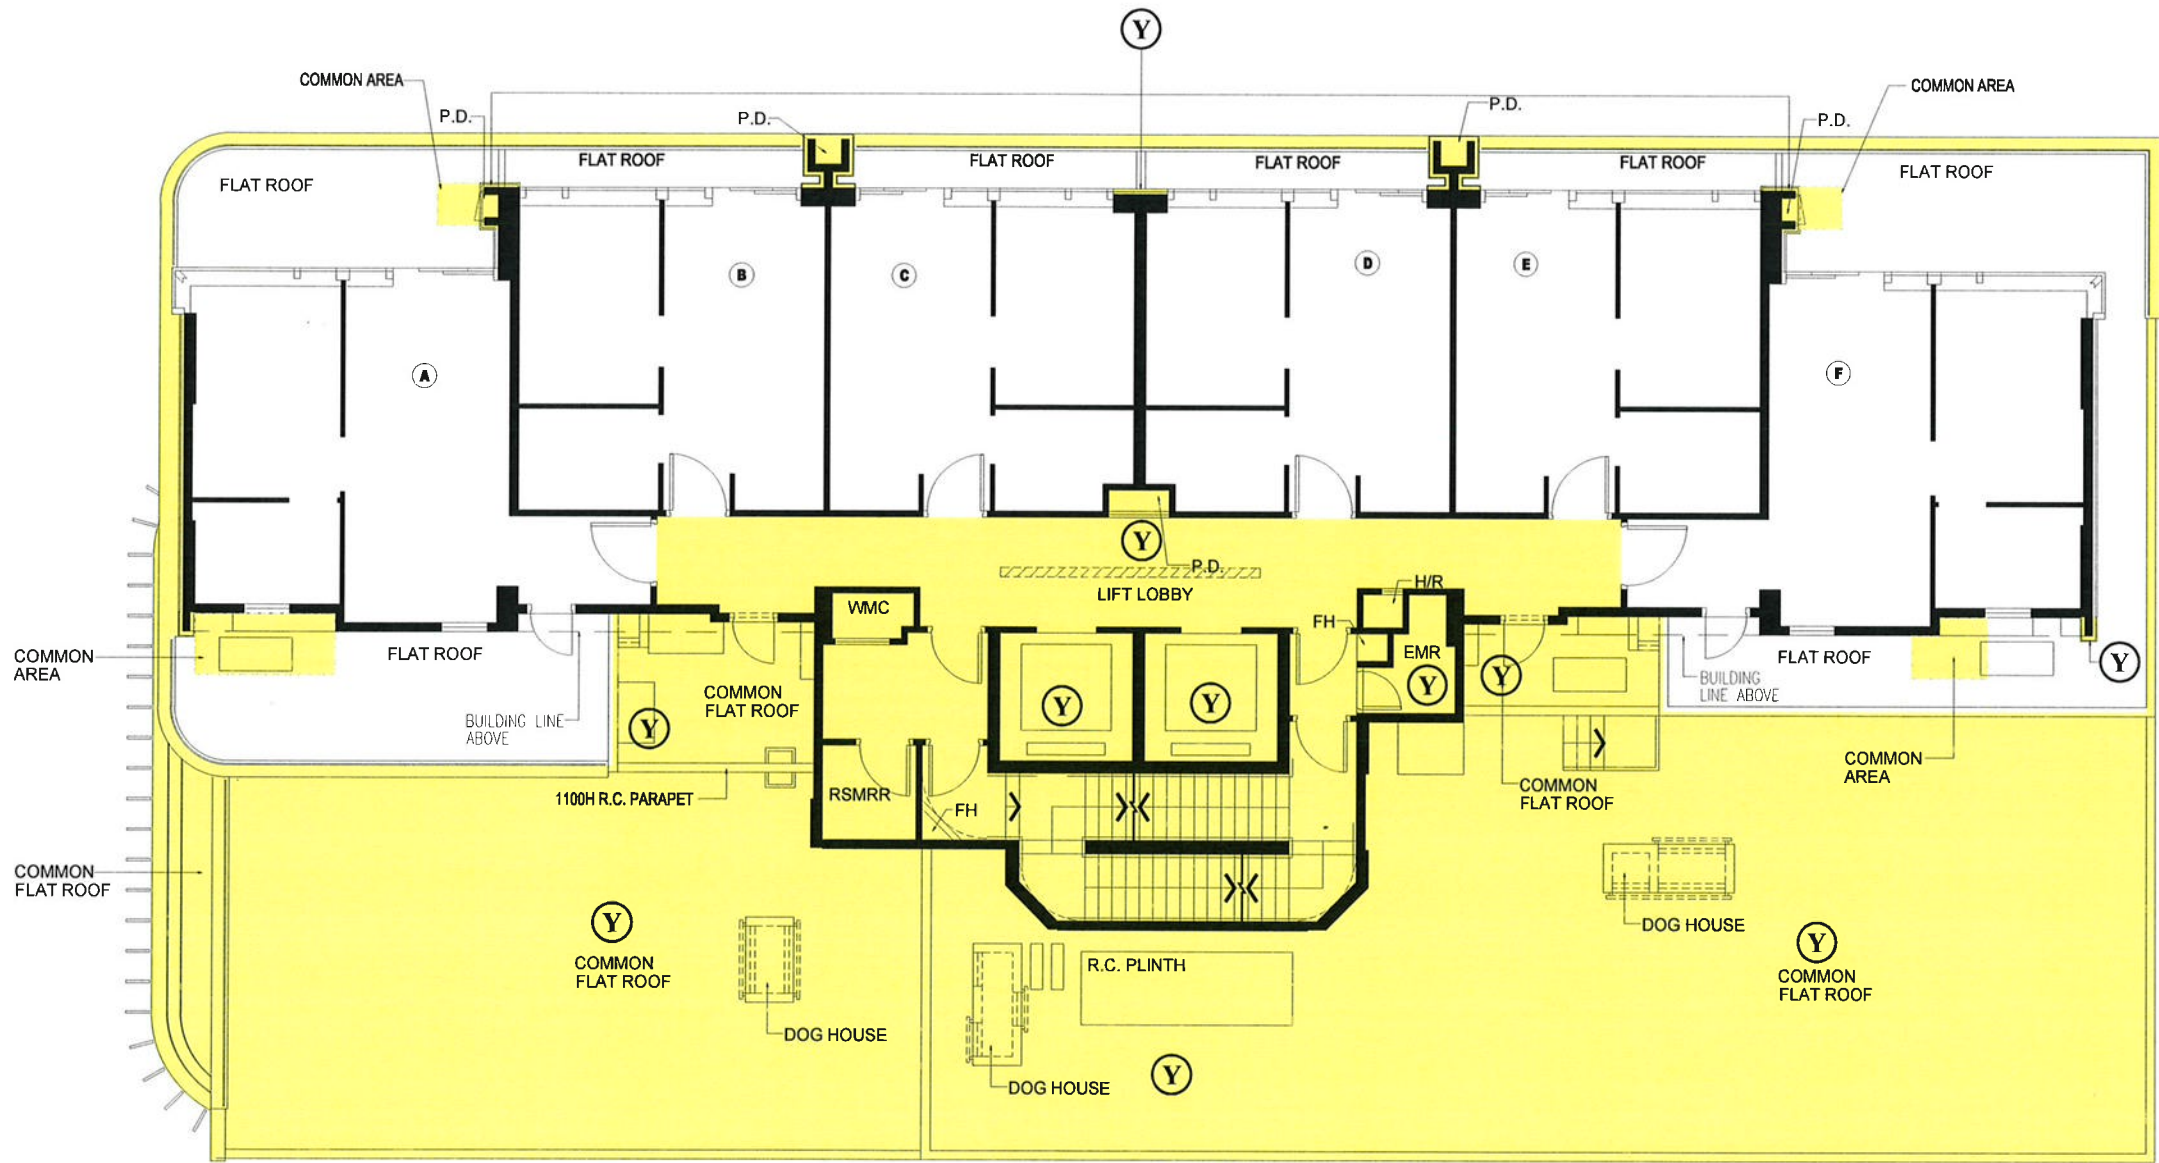 Y
COMMON AREA
COMMON AREA
P.D.
P.D.
P.D.
P.D.
FLAT ROOF
FLAT ROOF
FLAT ROOF
FLAT ROOF
FLAT ROOF
FLAT ROOF
B
C
D
E
A
F
Y
P.D.
H/R
LIFT LOBBY
WMC
FH
EMR
COMMON
AREA
FLAT ROOF
FLAT ROOF
Y
Y
Y
BUILDING
LINE ABOVE
COMMON
FLAT ROOF
Y
Y
Y
BUILDING LINE
ABOVE
COMMON
AREA
1100H R.C. PARAPET
RSMRR
FH
COMMON
FLAT ROOF
COMMON
FLAT ROOF
Y
COMMON
FLAT ROOF
DOG HOUSE
Y
COMMON
FLAT ROOF
R.C. PLINTH
DOG HOUSE
DOG HOUSE
Y